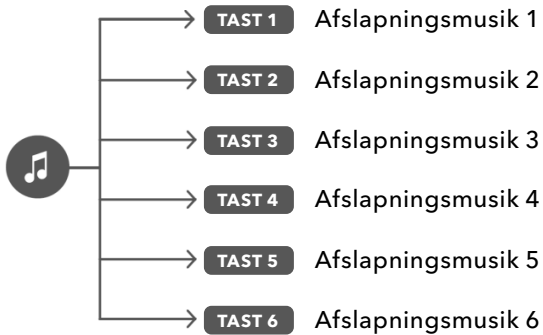 TAST 1 Afslapningsmusik 1
TAST 2 Afslapningsmusik 2
TAST 3 Afslapningsmusik 3
TAST 4 Afslapningsmusik 4
TAST 5 Afslapningsmusik 5
TAST 6 Afslapningsmusik 6